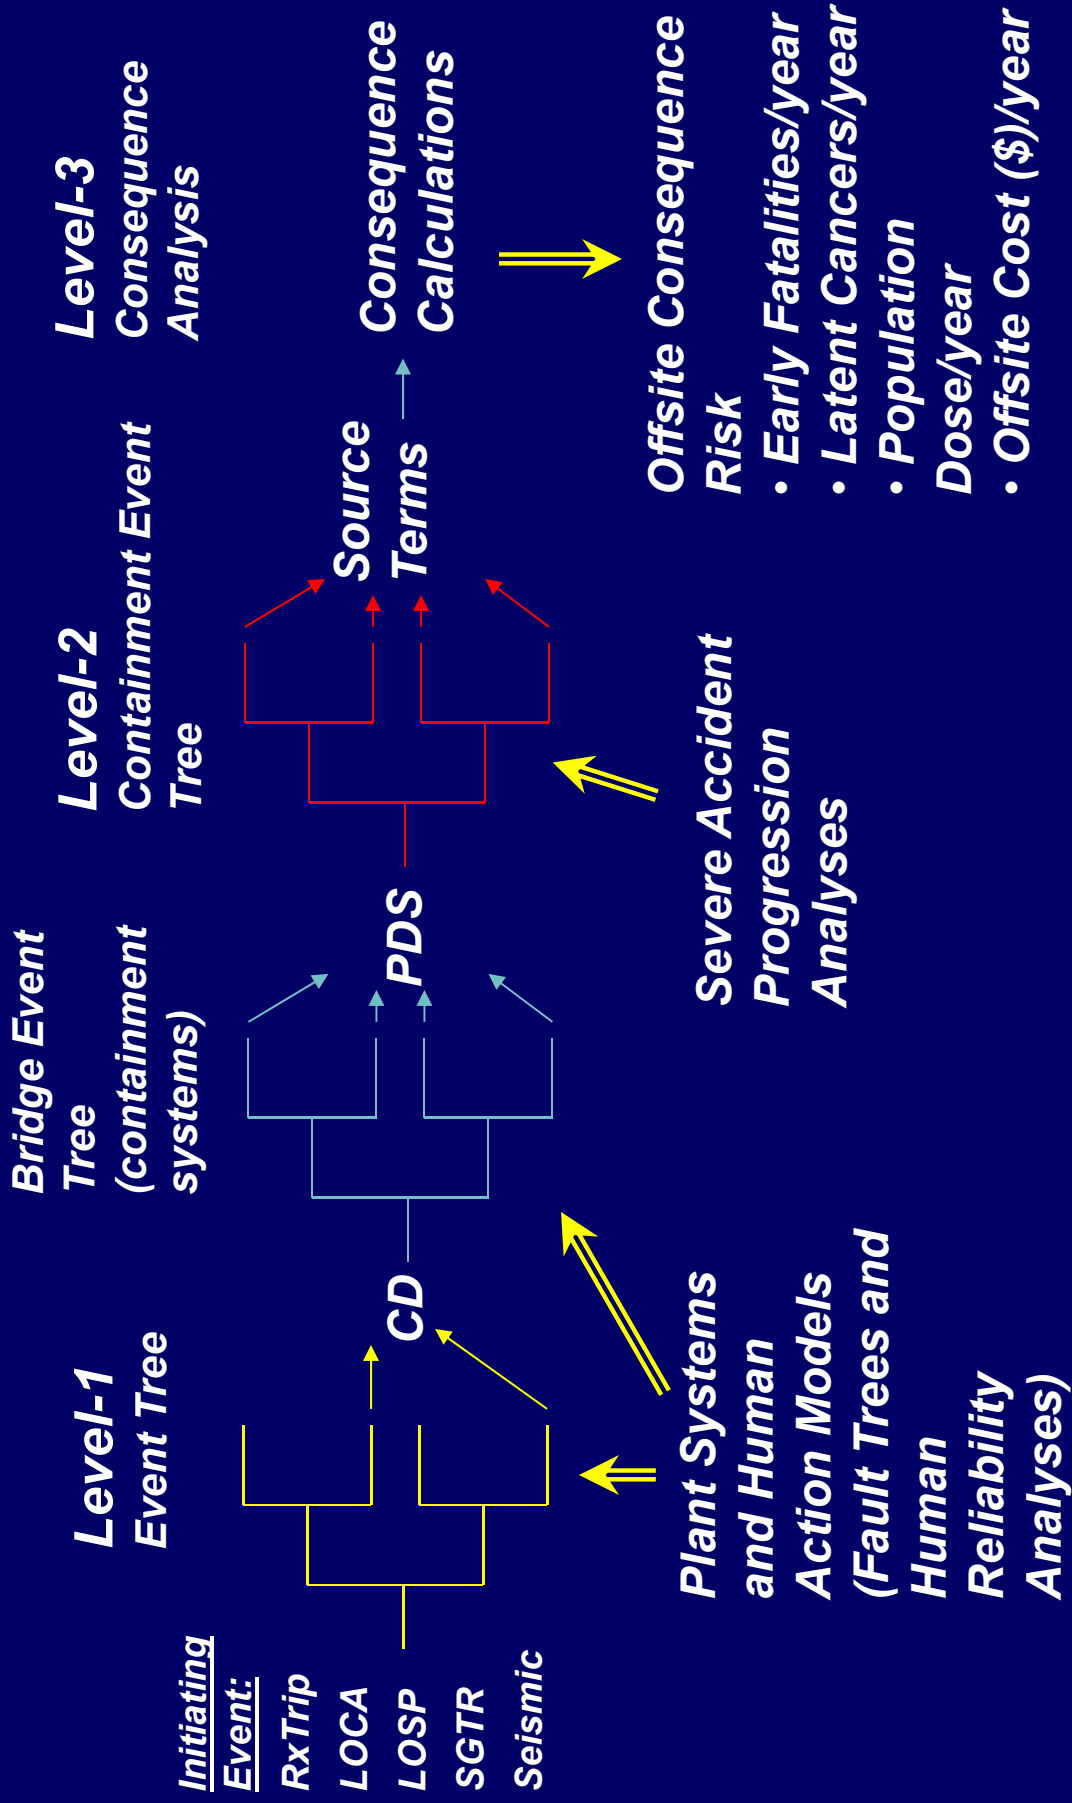 Level-1
Event Tree
Bridge Event
Tree
(containment
systems)
Level-2
Containment Event
Tree
Level-3
Consequence
Analysis
Initiating
Event:
RxTrip
LOCA
LOSP
SGTR
Seismic
CD
PDS
Source
Terms
Consequence
Calculations
Plant Systems
and Human
Action Models
(Fault Trees and
Human
Reliability
Analyses)
Severe Accident
Progression
Analyses
Offsite Consequence
Risk
• Early Fatalities/year
• Latent Cancers/year
• Population
Dose/year
• Offsite Cost ($)/year